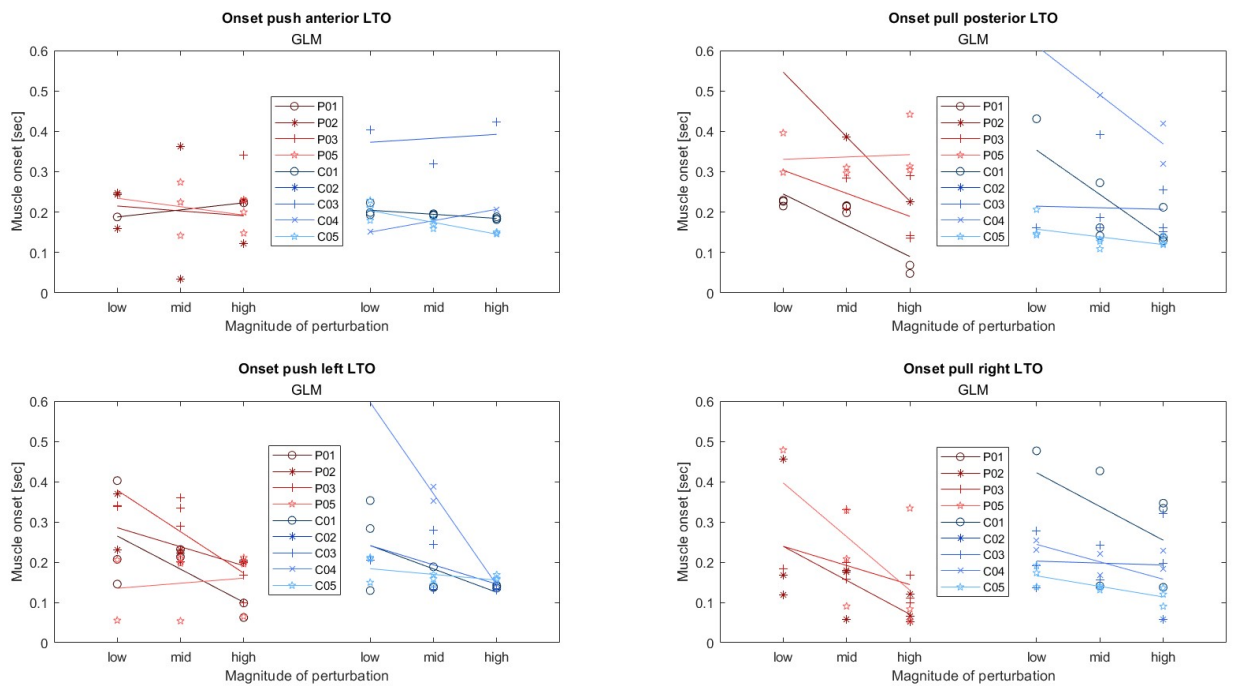 Onset push anterior LTO
GLM
0.6
0.5
0.4
0.3
0.2
0.1
0
Muscle onset [sec]
low mid high low mid high
Magnitude of perturbation
P01
P02
P03
P05
C01
C02
C03
C04
C05
Onset pull posterior LTO
GLM
0.6
0.5
0.4
0.3
0.2
0.1
0
Muscle onset [sec]
low mid high low mid high
Magnitude of perturbation
P01
P02
P03
P05
C01
C02
C03
C04
C05
Onset push left LTO
GLM
0.6
0.5
0.4
0.3
0.2
0.1
0
Muscle onset [sec]
low mid high low mid high
Magnitude of perturbation
P01
P02
P03
P05
C01
C02
C03
C04
C05
Onset pull right LTO
GLM
0.6
0.5
0.4
0.3
0.2
0.1
0
Muscle onset [sec]
low mid high low mid high
Magnitude of perturbation
P01
P02
P03
P05
C01
C02
C03
C04
C05